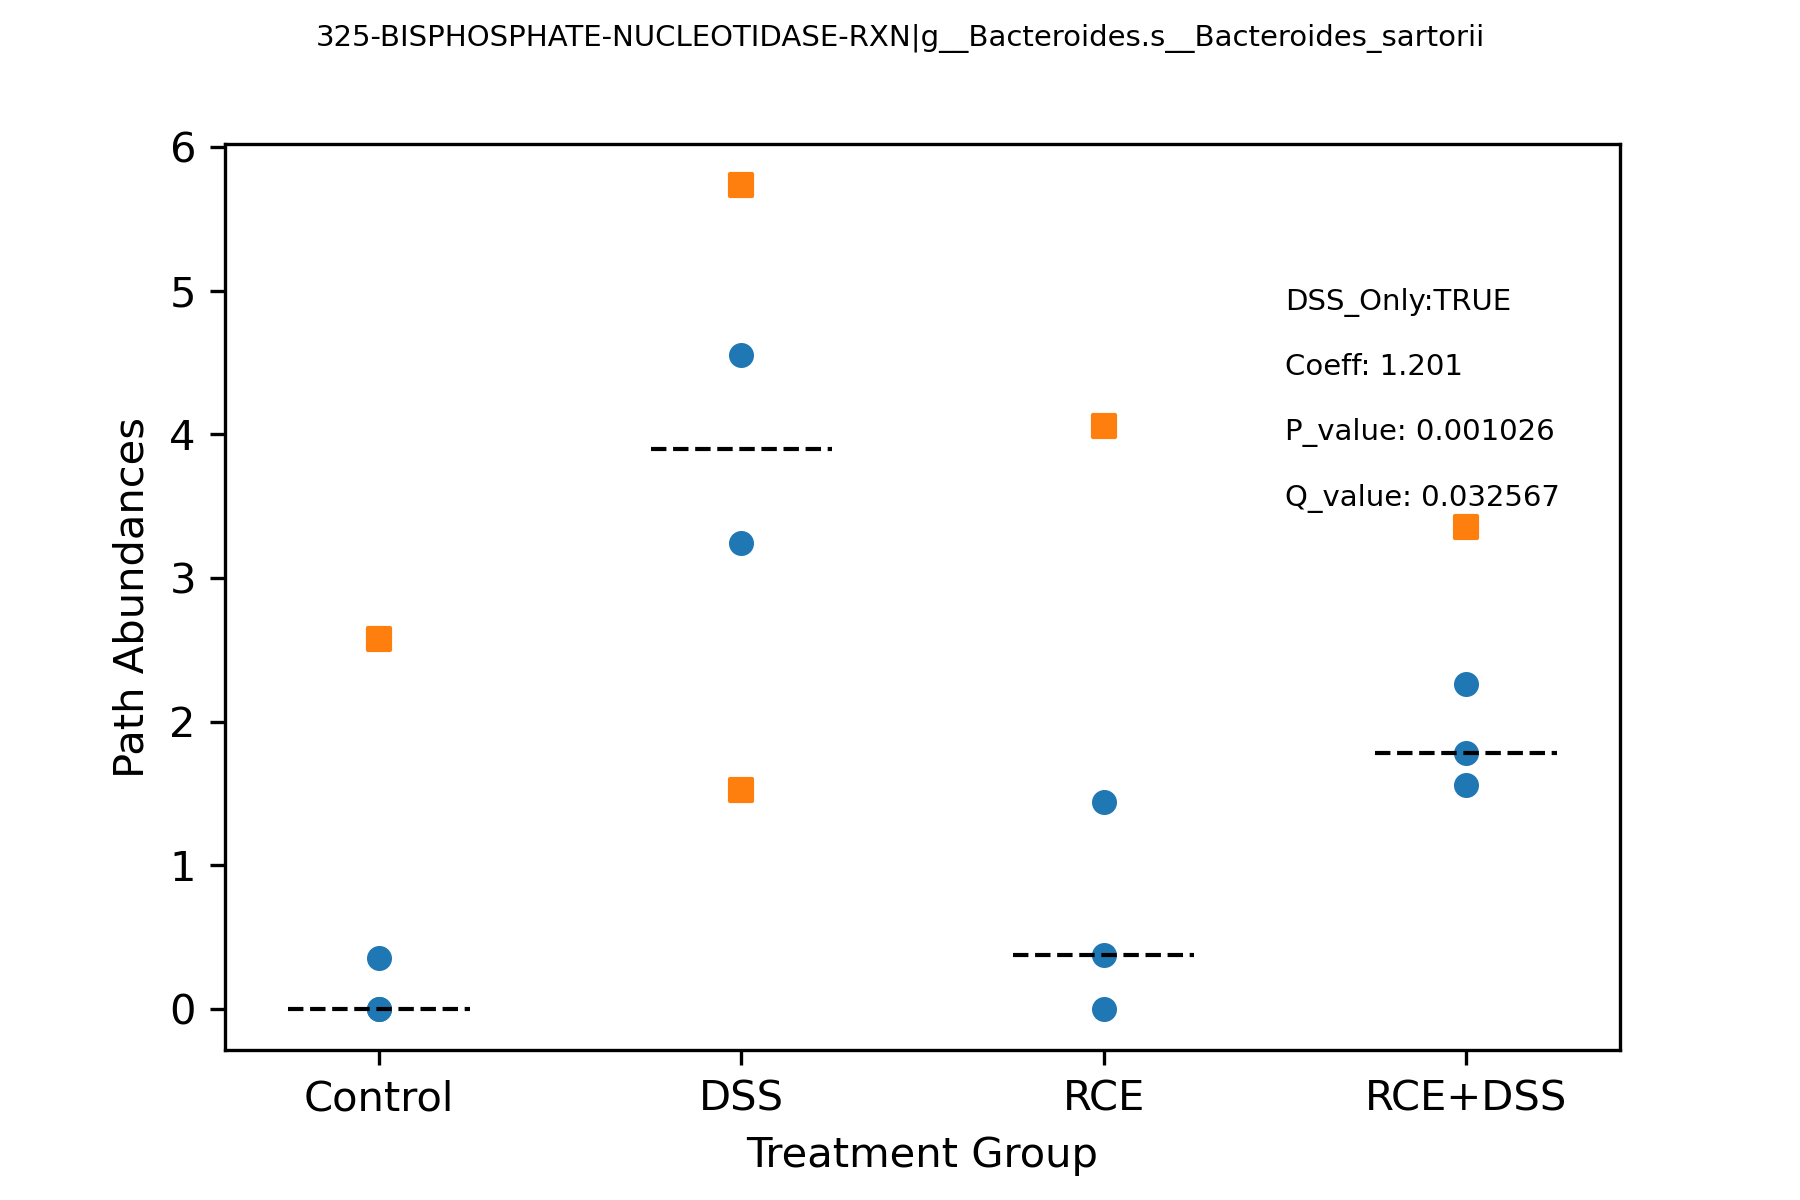 325-BISPHOSPHATE-NUCLEOTIDASE-RXN|g__Bacteroides.s__Bacteroides_sartorii
6
5
4
3
2
1
0
Path Abundances
DSS_Only:TRUE
Coeff: 1.201
P_value: 0.001026
Q_value: 0.032567
Control DSS RCE RCE+DSS
Treatment Group